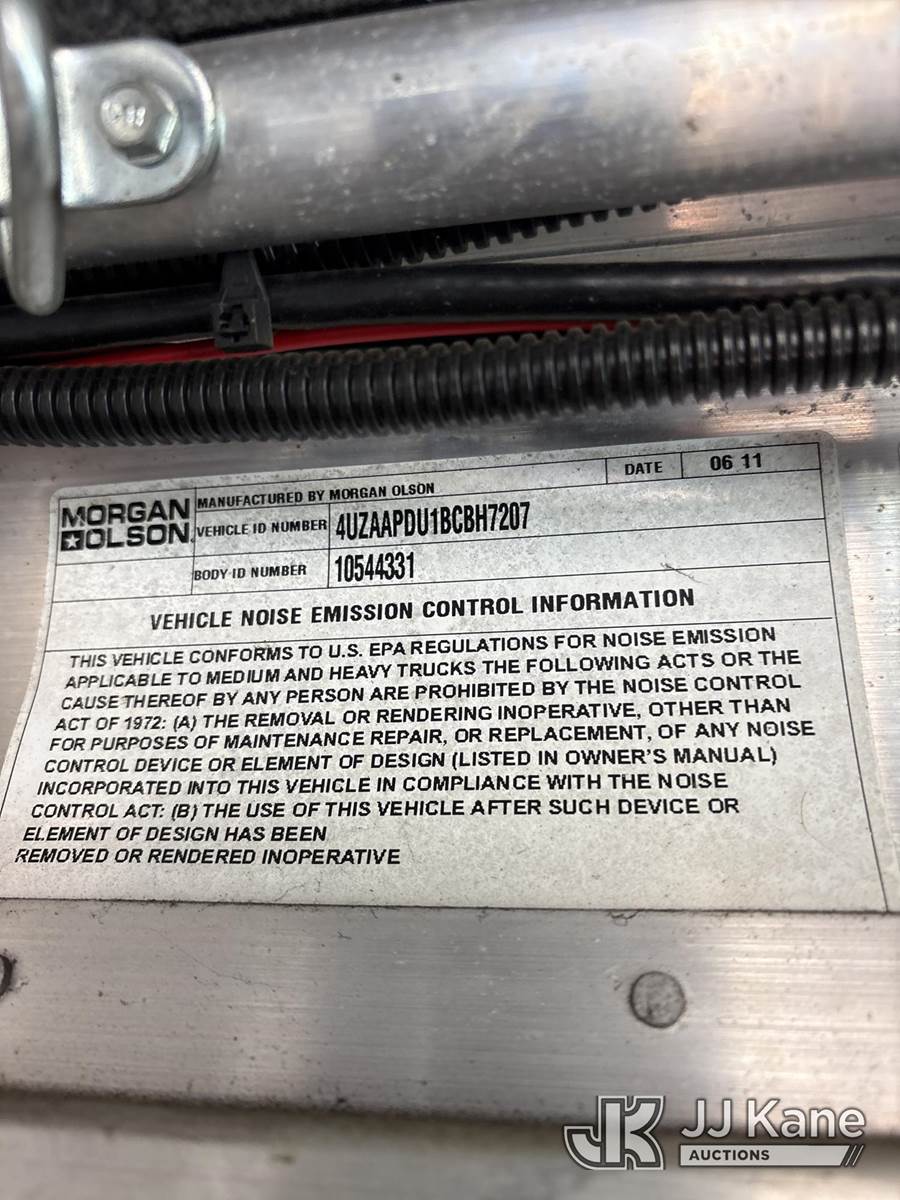 MORGAN
OLSON
MANUFACTURED BY MORGAN OLSON
DATE 06 11
VEHICLE ID NUMBER 4UZAAPDU1BCBH7207
BODY ID NUMBER 10544331
VEHICLE NOISE EMISSION CONTROL INFORMATION
THIS VEHICLE CONFORMS TO U.S. EPA REGULATIONS FOR NOISE EMISSION
APPLICABLE TO MEDIUM AND HEAVY TRUCKS THE FOLLOWING ACTS OR THE
CAUSE THEREOF BY ANY PERSON ARE PROHIBITED BY THE NOISE CONTROL
ACT OF 1972: (A) THE REMOVAL OR RENDERING INOPERATIVE, OTHER THAN
FOR PURPOSES OF MAINTENANCE REPAIR, OR REPLACEMENT, OF ANY NOISE
CONTROL DEVICE OR ELEMENT OF DESIGN (LISTED IN OWNER'S MANUAL)
INCORPORATED INTO THIS VEHICLE IN COMPLIANCE WITH THE NOISE
CONTROL ACT: (B) THE USE OF THIS VEHICLE AFTER SUCH DEVICE OR
ELEMENT OF DESIGN HAS BEEN
REMOVED OR RENDERED INOPERATIVE
JK JJ Kane
AUCTIONS